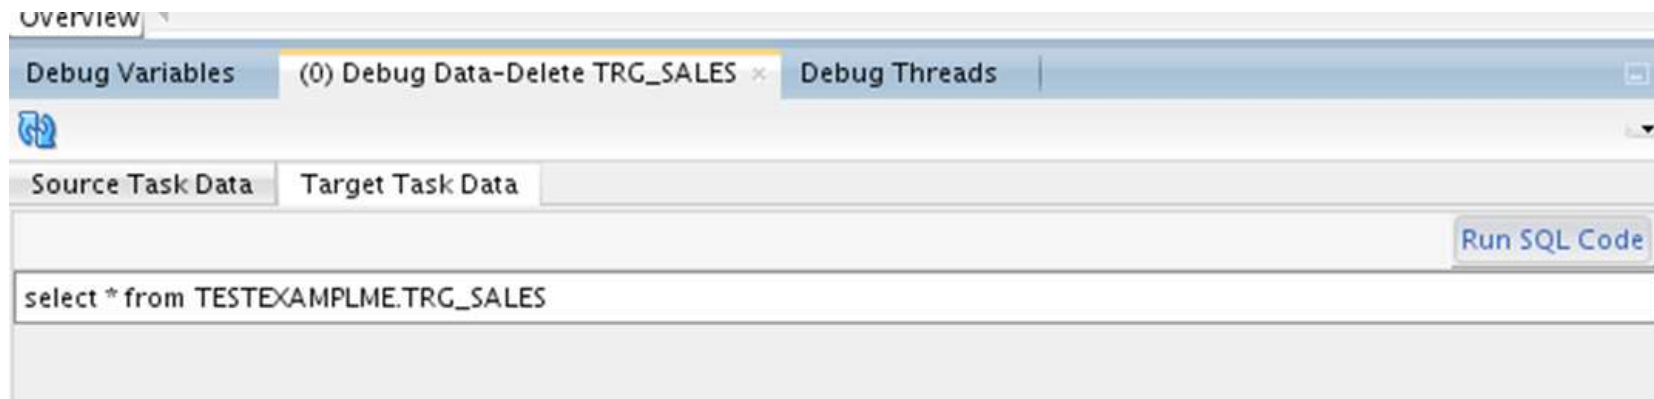 Overview
Debug Variables (0) Debug Data-Delete TRG_SALES × Debug Threads
Source Task Data Target Task Data
Run SQL Code
select * from TESTEXAMPLME.TRG_SALES